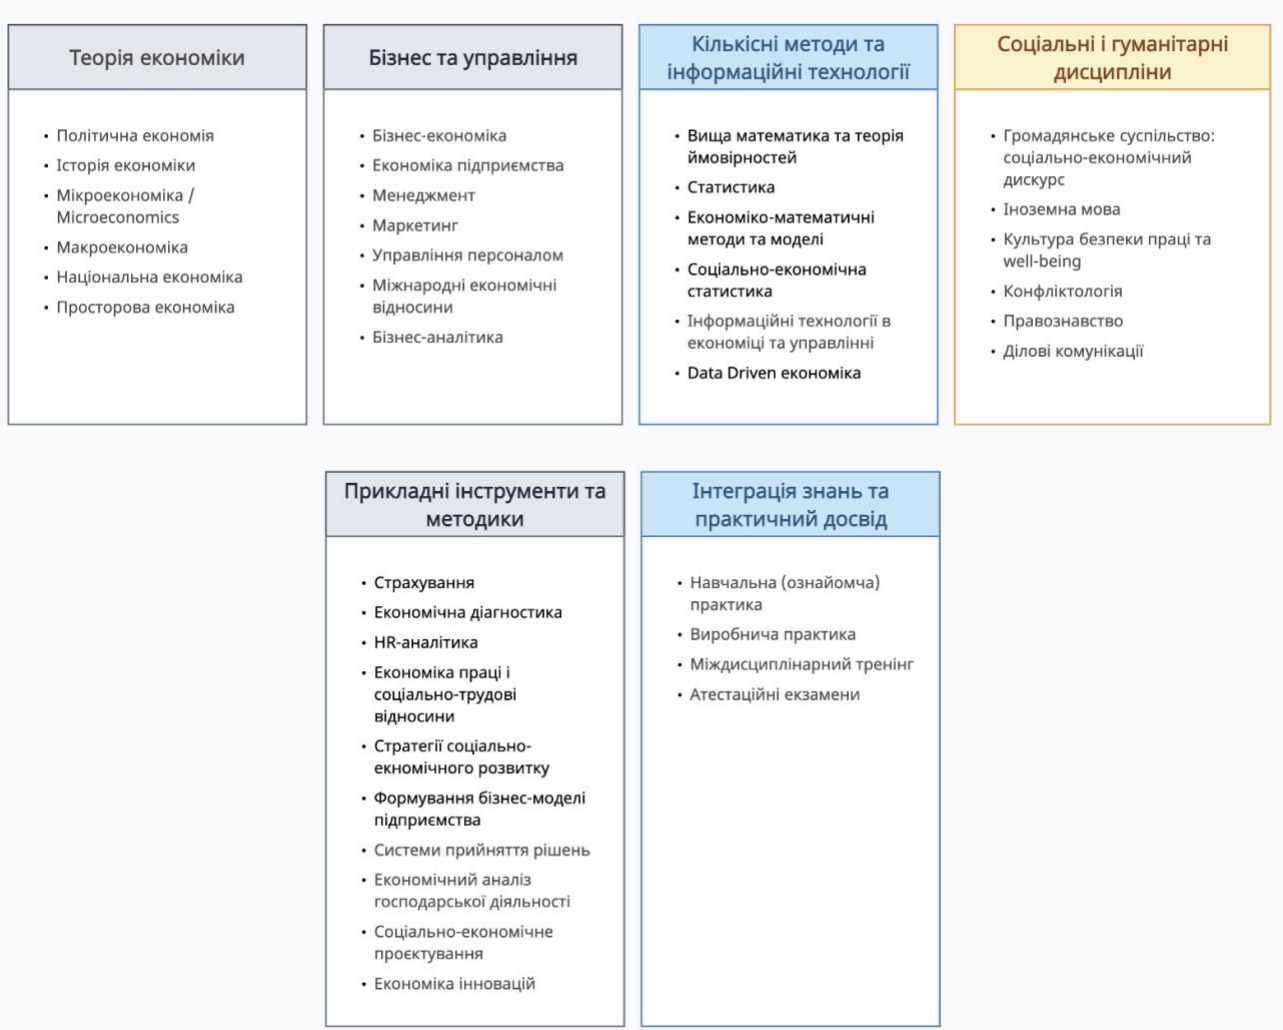 Теорія економіки
• Політична економія
• Історія економіки
• Мікроекономіка /
Microeconomics
• Макроекономіка
• Національна економіка
• Просторова економіка
Бізнес та управління
• Бізнес-економіка
• Економіка підприємства
• Менеджмент
• Маркетинг
• Управління персоналом
• Міжнародні економічні
відносини
• Бізнес-аналітика
Кількісні методи та
інформаційні технології
• Вища математика та теорія
ймовірностей
• Статистика
• Економіко-математичні
методи та моделі
• Соціально-економічна
статистика
• Інформаційні технології в
економіці та управлінні
• Data Driven економіка
Соціальні і гуманітарні
дисципліни
• Громадянське суспільство:
соціально-економічний
дискурс
• Іноземна мова
• Культура безпеки праці та
well-being
• Конфліктологія
• Правознавство
• Ділові комунікації
Прикладні інструменти та
методики
• Страхування
• Економічна діагностика
• HR-аналітика
• Економіка праці і
соціально-трудові
відносини
• Стратегії соціально-
екномічного розвитку
• Формування бізнес-моделі
підприємства
• Системи прийняття рішень
• Економічний аналіз
господарської діяльності
• Соціально-економічне
проєктування
• Економіка інновацій
Інтеграція знань та
практичний досвід
• Навчальна (ознайомча)
практика
• Виробнича практика
• Міждисциплінарний тренінг
• Атестаційні екзамени